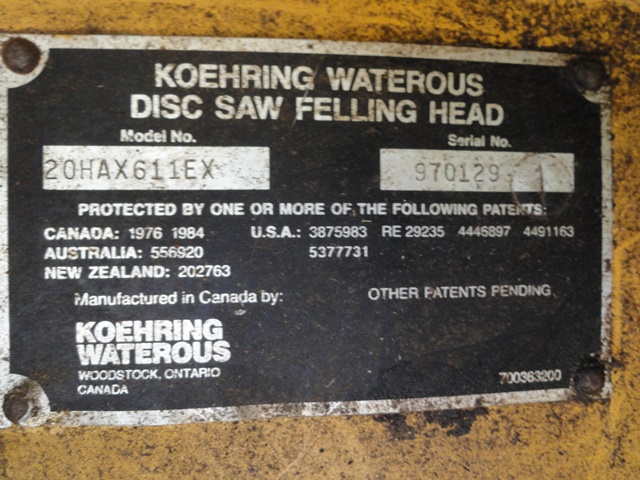 KOEHRING WATEROUS
DISC SAW FELLING HEAD
Model No. Serial No.
20HAX611EX 970129 1
PROTECTED BY ONE OR MORE OF THE FOLLOWING PATENTS:
CANADA: 1976 1984 U.S.A.: 3875983 RE 29235 4446897 4491163
AUSTRALIA: 556920 5377731
NEW ZEALAND: 202763
Manufactured in Canada by: OTHER PATENTS PENDING
KOEHRING
WATEROUS
WOODSTOCK, ONTARIO
CANADA
700363200